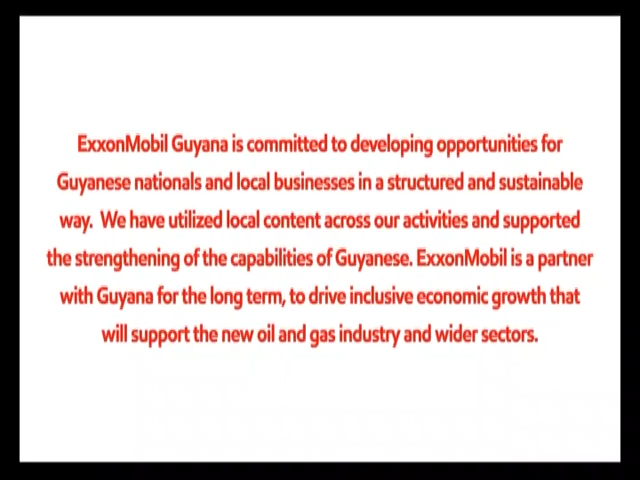 ExxonMobil Guyana is committed to developing opportunities for
Guyanese nationals and local businesses in a structured and sustainable
way. We have utilized local content across our activities and supported
the strengthening of the capabilities of Guyanese. ExxonMobil is a partner
with Guyana for the long term, to drive inclusive economic growth that
will support the new oil and gas industry and wider sectors.